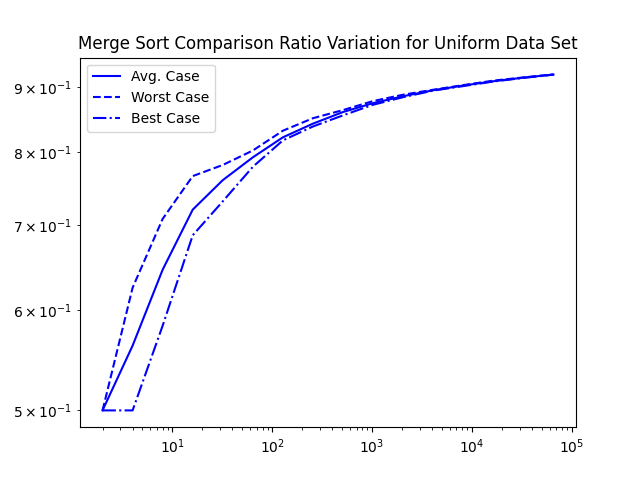 Merge Sort Comparison Ratio Variation for Uniform Data Set
Avg. Case
Worst Case
Best Case
9 × 10⁻¹
8 × 10⁻¹
7 × 10⁻¹
6 × 10⁻¹
5 × 10⁻¹
10¹ 10² 10³ 10⁴ 10⁵